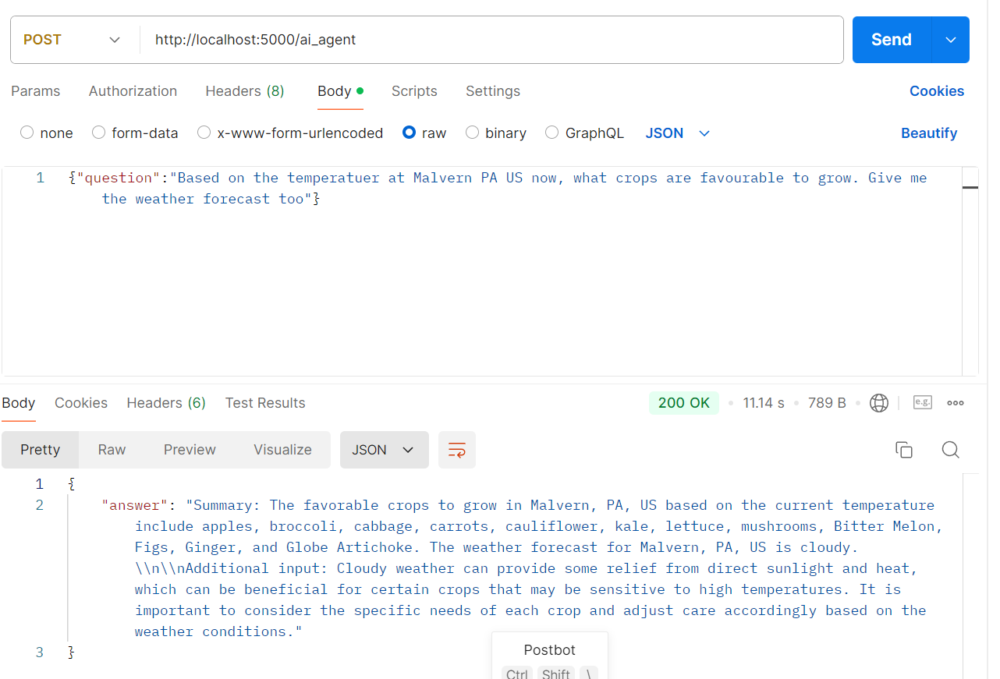 POST http://localhost:5000/ai_agent Send
Params Authorization Headers (8) Body Scripts Settings Cookies
none form-data x-www-form-urlencoded raw binary GraphQL JSON Beautify
1 {"question":"Based on the temperatuer at Malvern PA US now, what crops are favourable to grow. Give me
the weather forecast too"}
Body Cookies Headers (6) Test Results 200 OK 11.14 s 789 B e.g.
Pretty Raw Preview Visualize JSON
1 {
2 "answer": "Summary: The favorable crops to grow in Malvern, PA, US based on the current temperature
include apples, broccoli, cabbage, carrots, cauliflower, kale, lettuce, mushrooms, Bitter Melon,
Figs, Ginger, and Globe Artichoke. The weather forecast for Malvern, PA, US is cloudy.
\\n\\nAdditional input: Cloudy weather can provide some relief from direct sunlight and heat,
which can be beneficial for certain crops that may be sensitive to high temperatures. It is
important to consider the specific needs of each crop and adjust care accordingly based on the
weather conditions."
3 }
Postbot
Ctrl Shift \